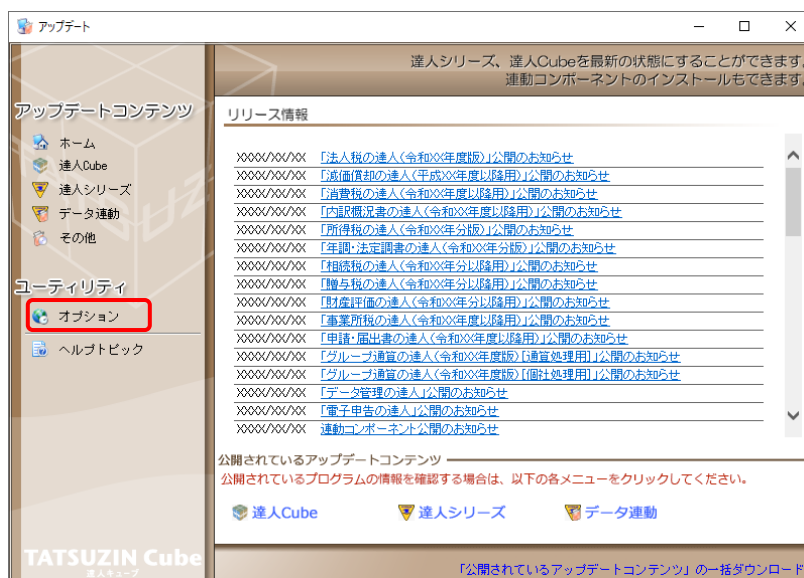 アップデート
達人シリーズ、達人Cubeを最新の状態にすることができます。
連動コンポーネントのインストールもできます。
アップデートコンテンツ
ホーム
達人Cube
達人シリーズ
データ連動
その他
ユーティリティ
オプション
ヘルプトピック
リリース情報
XXXX/XX/XX 「法人税の達人(令和XX年度版)」公開のお知らせ
XXXX/XX/XX 「減価償却の達人(平成XX年度以降用)」公開のお知らせ
XXXX/XX/XX 「消費税の達人(令和XX年度以降用)」公開のお知らせ
XXXX/XX/XX 「内訳概況書の達人(令和XX年度以降用)」公開のお知らせ
XXXX/XX/XX 「所得税の達人(令和XX年分版)」公開のお知らせ
XXXX/XX/XX 「年調・法定調書の達人(令和XX年分版)」公開のお知らせ
XXXX/XX/XX 「相続税の達人(令和XX年分以降用)」公開のお知らせ
XXXX/XX/XX 「贈与税の達人(令和XX年分以降用)」公開のお知らせ
XXXX/XX/XX 「財産評価の達人(令和XX年分以降用)」公開のお知らせ
XXXX/XX/XX 「事業所税の達人(令和XX年度以降用)」公開のお知らせ
XXXX/XX/XX 「申請・届出書の達人(令和XX年度以降用)」公開のお知らせ
XXXX/XX/XX 「グループ通算の達人(令和XX年度版)[通算処理用]」公開のお知らせ
XXXX/XX/XX 「グループ通算の達人(令和XX年度版)[個社処理用]」公開のお知らせ
XXXX/XX/XX 「データ管理の達人」公開のお知らせ
XXXX/XX/XX 「電子申告の達人」公開のお知らせ
XXXX/XX/XX 連動コンポーネント公開のお知らせ
公開されているアップデートコンテンツ
公開されているプログラムの情報を確認する場合は、以下の各メニューをクリックしてください。
達人Cube 達人シリーズ データ連動
TATSUZIN Cube
達人キューブ
「公開されているアップデートコンテンツ」の一括ダウンロード